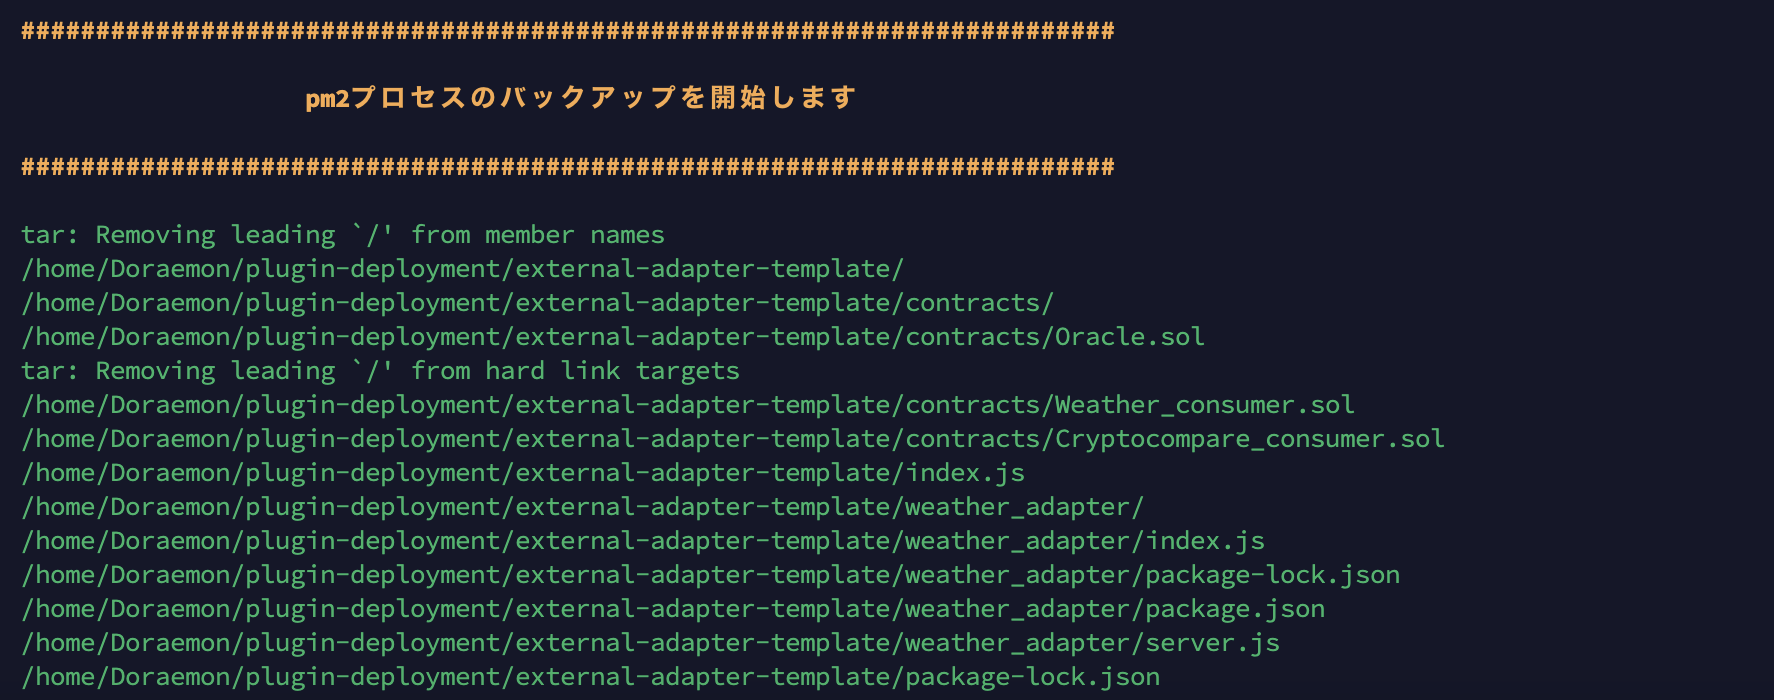 #########################################################################
pm2プロセスのバックアップを開始します
#########################################################################
tar: Removing leading `/' from member names
/home/Doraemon/plugin-deployment/external-adapter-template/
/home/Doraemon/plugin-deployment/external-adapter-template/contracts/
/home/Doraemon/plugin-deployment/external-adapter-template/contracts/Oracle.sol
tar: Removing leading `/' from hard link targets
/home/Doraemon/plugin-deployment/external-adapter-template/contracts/Weather_consumer.sol
/home/Doraemon/plugin-deployment/external-adapter-template/contracts/Cryptocompare_consumer.sol
/home/Doraemon/plugin-deployment/external-adapter-template/index.js
/home/Doraemon/plugin-deployment/external-adapter-template/weather_adapter/
/home/Doraemon/plugin-deployment/external-adapter-template/weather_adapter/index.js
/home/Doraemon/plugin-deployment/external-adapter-template/weather_adapter/package-lock.json
/home/Doraemon/plugin-deployment/external-adapter-template/weather_adapter/package.json
/home/Doraemon/plugin-deployment/external-adapter-template/weather_adapter/server.js
/home/Doraemon/plugin-deployment/external-adapter-template/package-lock.json